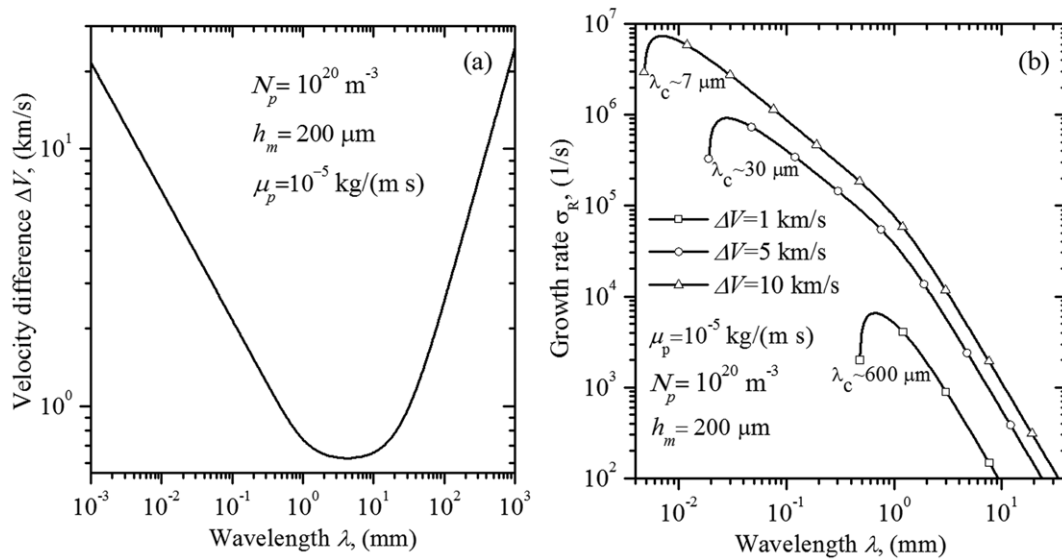 (a)
N_p = 10^20 m^-3
h_m = 200 μm
μ_p = 10^-5 kg/(m s)
Velocity difference ΔV, (km/s)
10^1
10^0
10^-3 10^-2 10^-1 10^0 10^1 10^2 10^3
Wavelength λ, (mm)
(b)
10^7
10^6
10^5
10^4
10^3
10^2
Growth rate σ_R, (1/s)
λ_c~7 μm
λ_c~30 μm
ΔV=1 km/s
ΔV=5 km/s
ΔV=10 km/s
μ_p=10^-5 kg/(m s)
λ_c~600 μm
N_p = 10^20 m^-3
h_m = 200 μm
10^-2 10^-1 10^0 10^1
Wavelength λ, (mm)